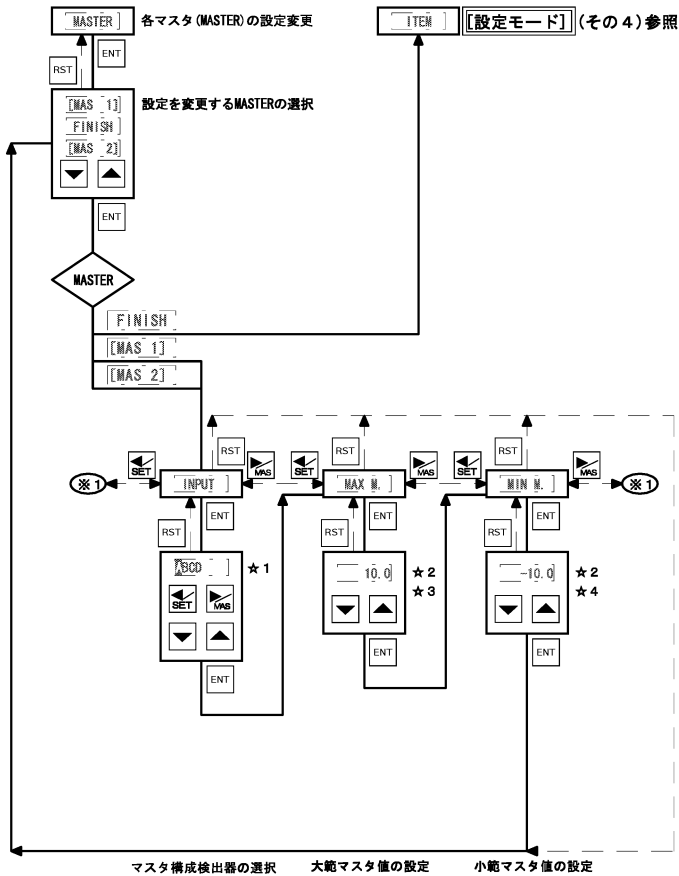 [MASTER] 各マスタ(MASTER)の設定変更
[ITEM] [設定モード] (その4)参照
RST ENT
[MAS 1] 設定を変更するMASTERの選択
FINISH
[MAS 2]
▼ ▲
ENT
MASTER
[FINISH]
[MAS 1]
[MAS 2]
RST RST RST
◀/SET ▶/MAS ◀/SET ▶/MAS ◀/SET ▶/MAS
※1 [INPUT] [MAX M.] [MIN M.] ※1
RST ENT RST ENT RST ENT
[ABCD ] ☆1 [ 10.0] ☆2 [ -10.0] ☆2
☆3 ☆4
◀/SET ▶/MAS ▼ ▲ ▼ ▲
▼ ▲
ENT ENT ENT
マスタ構成検出器の選択 大範マスタ値の設定 小範マスタ値の設定